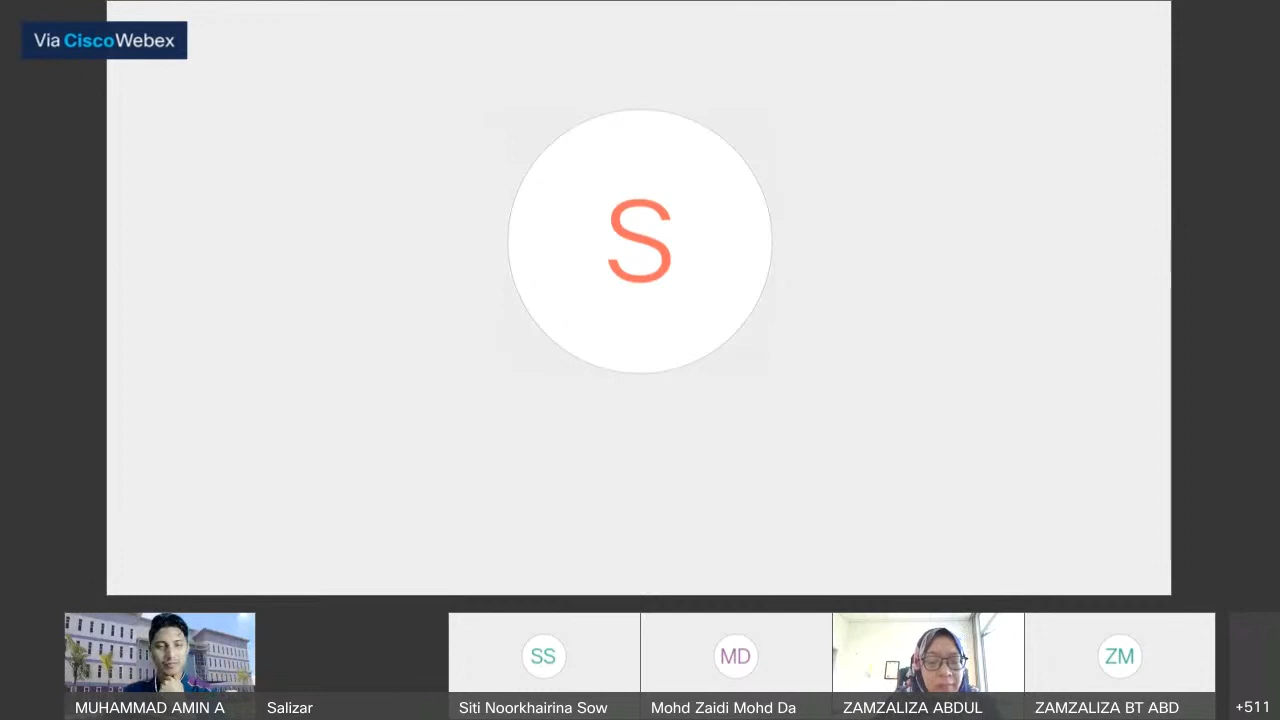 Via CiscoWebex
S
SS
MD
ZM
MUHAMMAD AMIN A
Salizar
Siti Noorkhairina Sow
Mohd Zaidi Mohd Da
ZAMZALIZA ABDUL
ZAMZALIZA BT ABD
+511